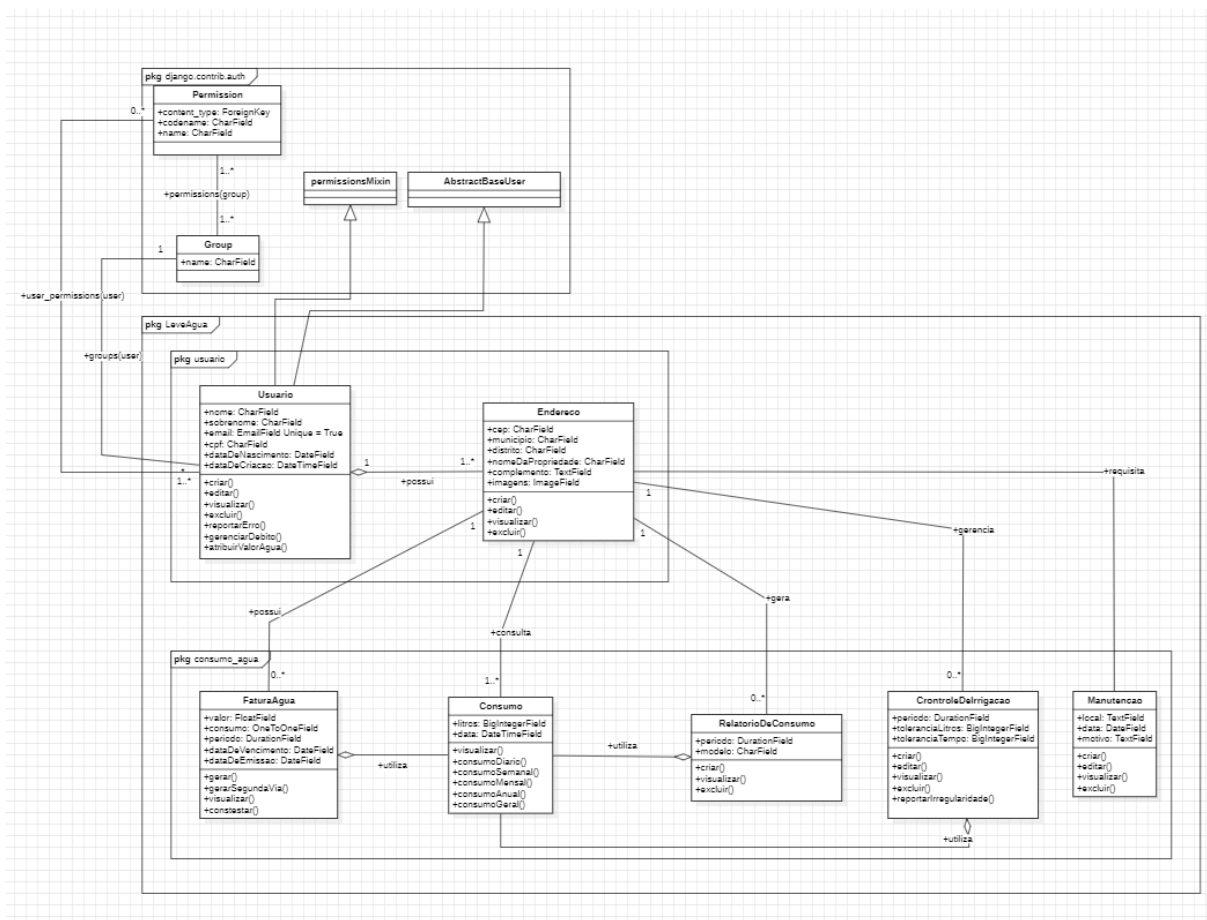 pkg django.contrib.auth
Permission
+content_type: ForeignKey
+codename: CharField
+name: CharField
0..*
1..*
+permissions(group)
1..*
permissionsMixin
AbstractBaseUser
1
Group
+name: CharField
+user_permissions(user)
+groups(user)
pkg LeveAgua
pkg usuario
Usuario
+nome: CharField
+sobrenome: CharField
+email: EmailField Unique = True
+cpf: CharField
+dataDeNascimento: DateField
+dataDeCriacao: DateTimeField
+criar()
+editar()
+visualizar()
+excluir()
+reportarErro()
+gerenciarDebito()
+atribuirValorAgua()
*
1..*
1
1..*
+possui
Endereco
+cep: CharField
+municipio: CharField
+distrito: CharField
+nomeDaPropriedade: CharField
+complemento: TextField
+imagens: ImageField
+criar()
+editar()
+visualizar()
+excluir()
+requisita
1
+gerencia
1
1
1
+possui
+consulta
+gera
pkg consumo_agua
0..*
1..*
0..*
0..*
FaturaAgua
+valor: FloatField
+consumo: OneToOneField
+periodo: DurationField
+dataDeVencimento: DateField
+dataDeEmissao: DateField
+gerar()
+gerarSegundaVia()
+visualizar()
+constestar()
+utiliza
Consumo
+litros: BigIntegerField
+data: DateTimeField
+visualizar()
+consumoDiario()
+consumoSemanal()
+consumoMensal()
+consumoAnual()
+consumoGeral()
+utiliza
RelatorioDeConsumo
+periodo: DurationField
+modelo: CharField
+criar()
+visualizar()
+excluir()
CrontroleDeIrrigacao
+periodo: DurationField
+toleranciaLitros: BigIntegerField
+toleranciaTempo: BigIntegerField
+criar()
+editar()
+visualizar()
+excluir()
+reportarIrregularidade()
+utiliza
Manutencao
+local: TextField
+data: DateField
+motivo: TextField
+criar()
+editar()
+visualizar()
+excluir()